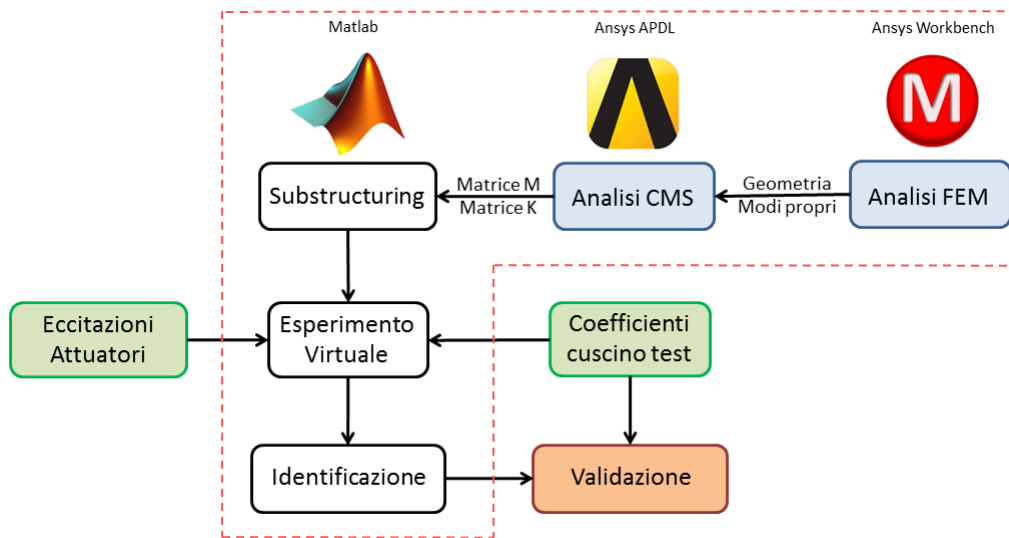 Matlab
Ansys APDL
Ansys Workbench
M
Substructuring
Matrice M
Matrice K
Analisi CMS
Geometria
Modi propri
Analisi FEM
Eccitazioni
Attuatori
Esperimento
Virtuale
Coefficienti
cuscino test
Identificazione
Validazione